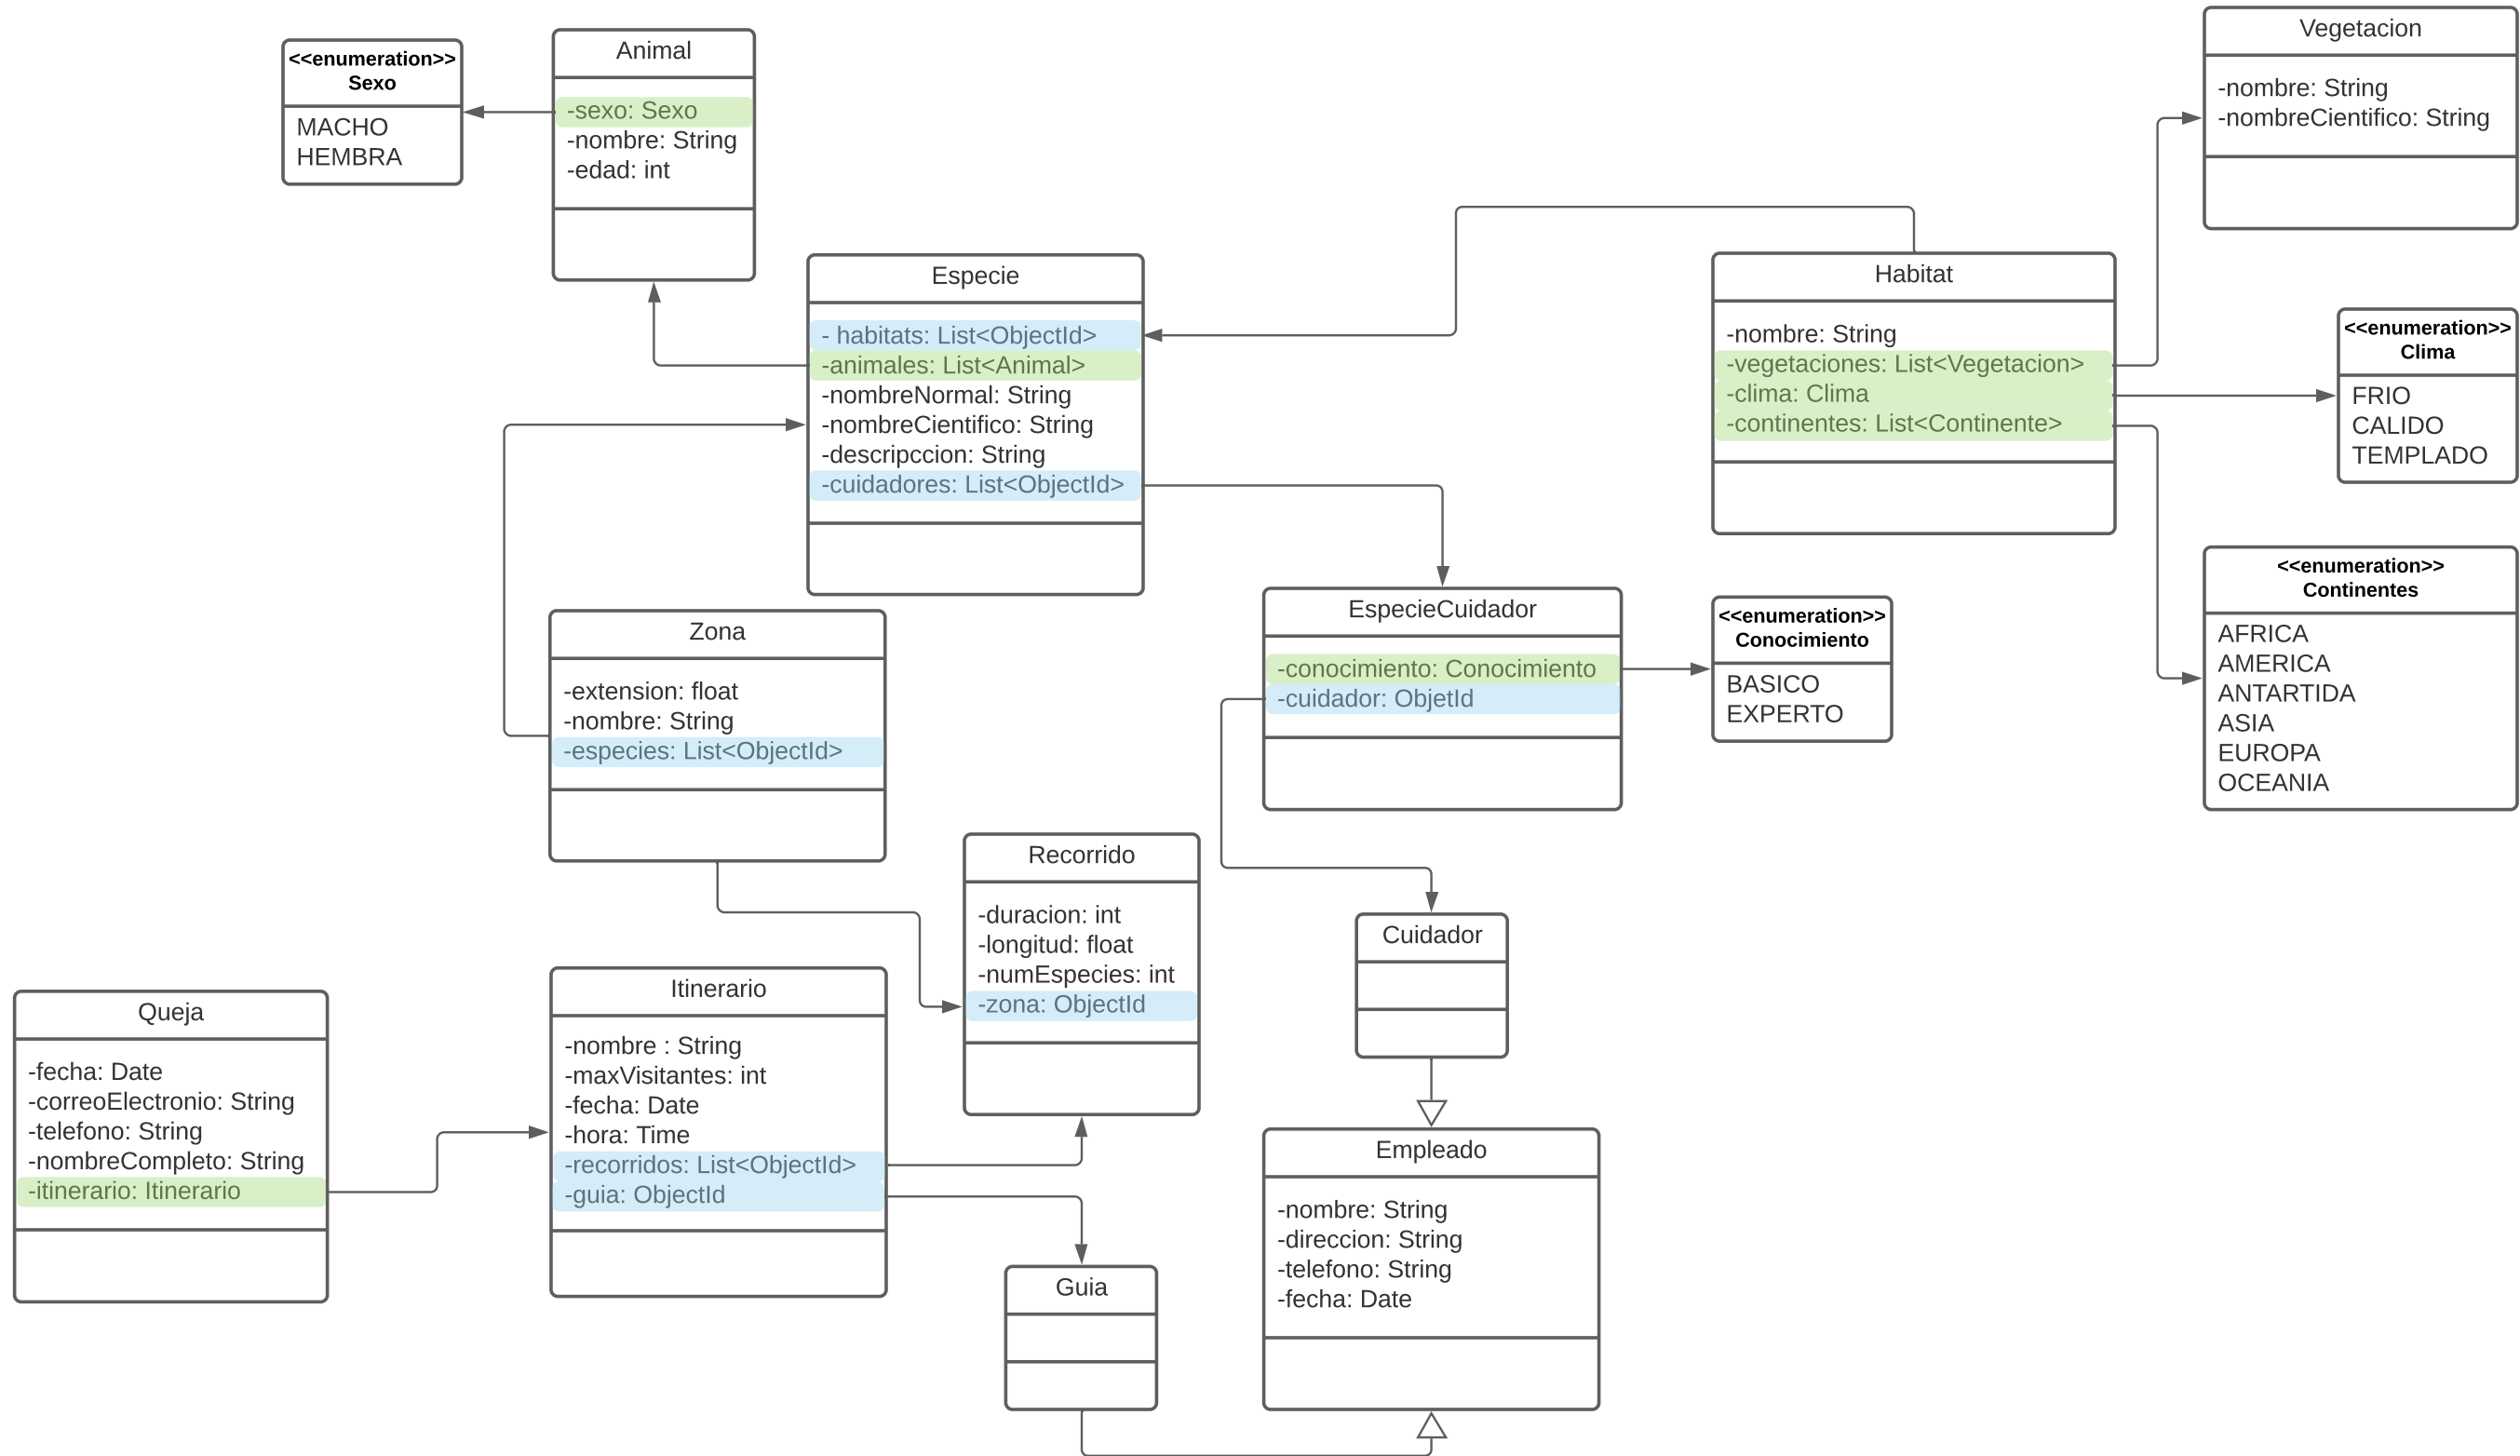 <<enumeration>>
Sexo
MACHO
HEMBRA
Animal
-sexo: Sexo
-nombre: String
-edad: int
Vegetacion
-nombre: String
-nombreCientifico: String
Especie
- habitats: List<ObjectId>
-animales: List<Animal>
-nombreNormal: String
-nombreCientifico: String
-descripccion: String
-cuidadores: List<ObjectId>
Habitat
-nombre: String
-vegetaciones: List<Vegetacion>
-clima: Clima
-continentes: List<Continente>
<<enumeration>>
Clima
FRIO
CALIDO
TEMPLADO
<<enumeration>>
Continentes
AFRICA
AMERICA
ANTARTIDA
ASIA
EUROPA
OCEANIA
Zona
-extension: float
-nombre: String
-especies: List<ObjectId>
EspecieCuidador
-conocimiento: Conocimiento
-cuidador: ObjetId
<<enumeration>>
Conocimiento
BASICO
EXPERTO
Recorrido
-duracion: int
-longitud: float
-numEspecies: int
-zona: ObjectId
Cuidador
Queja
-fecha: Date
-correoElectronio: String
-telefono: String
-nombreCompleto: String
-itinerario: Itinerario
Itinerario
-nombre : String
-maxVisitantes: int
-fecha: Date
-hora: Time
-recorridos: List<ObjectId>
-guia: ObjectId
Guia
Empleado
-nombre: String
-direccion: String
-telefono: String
-fecha: Date